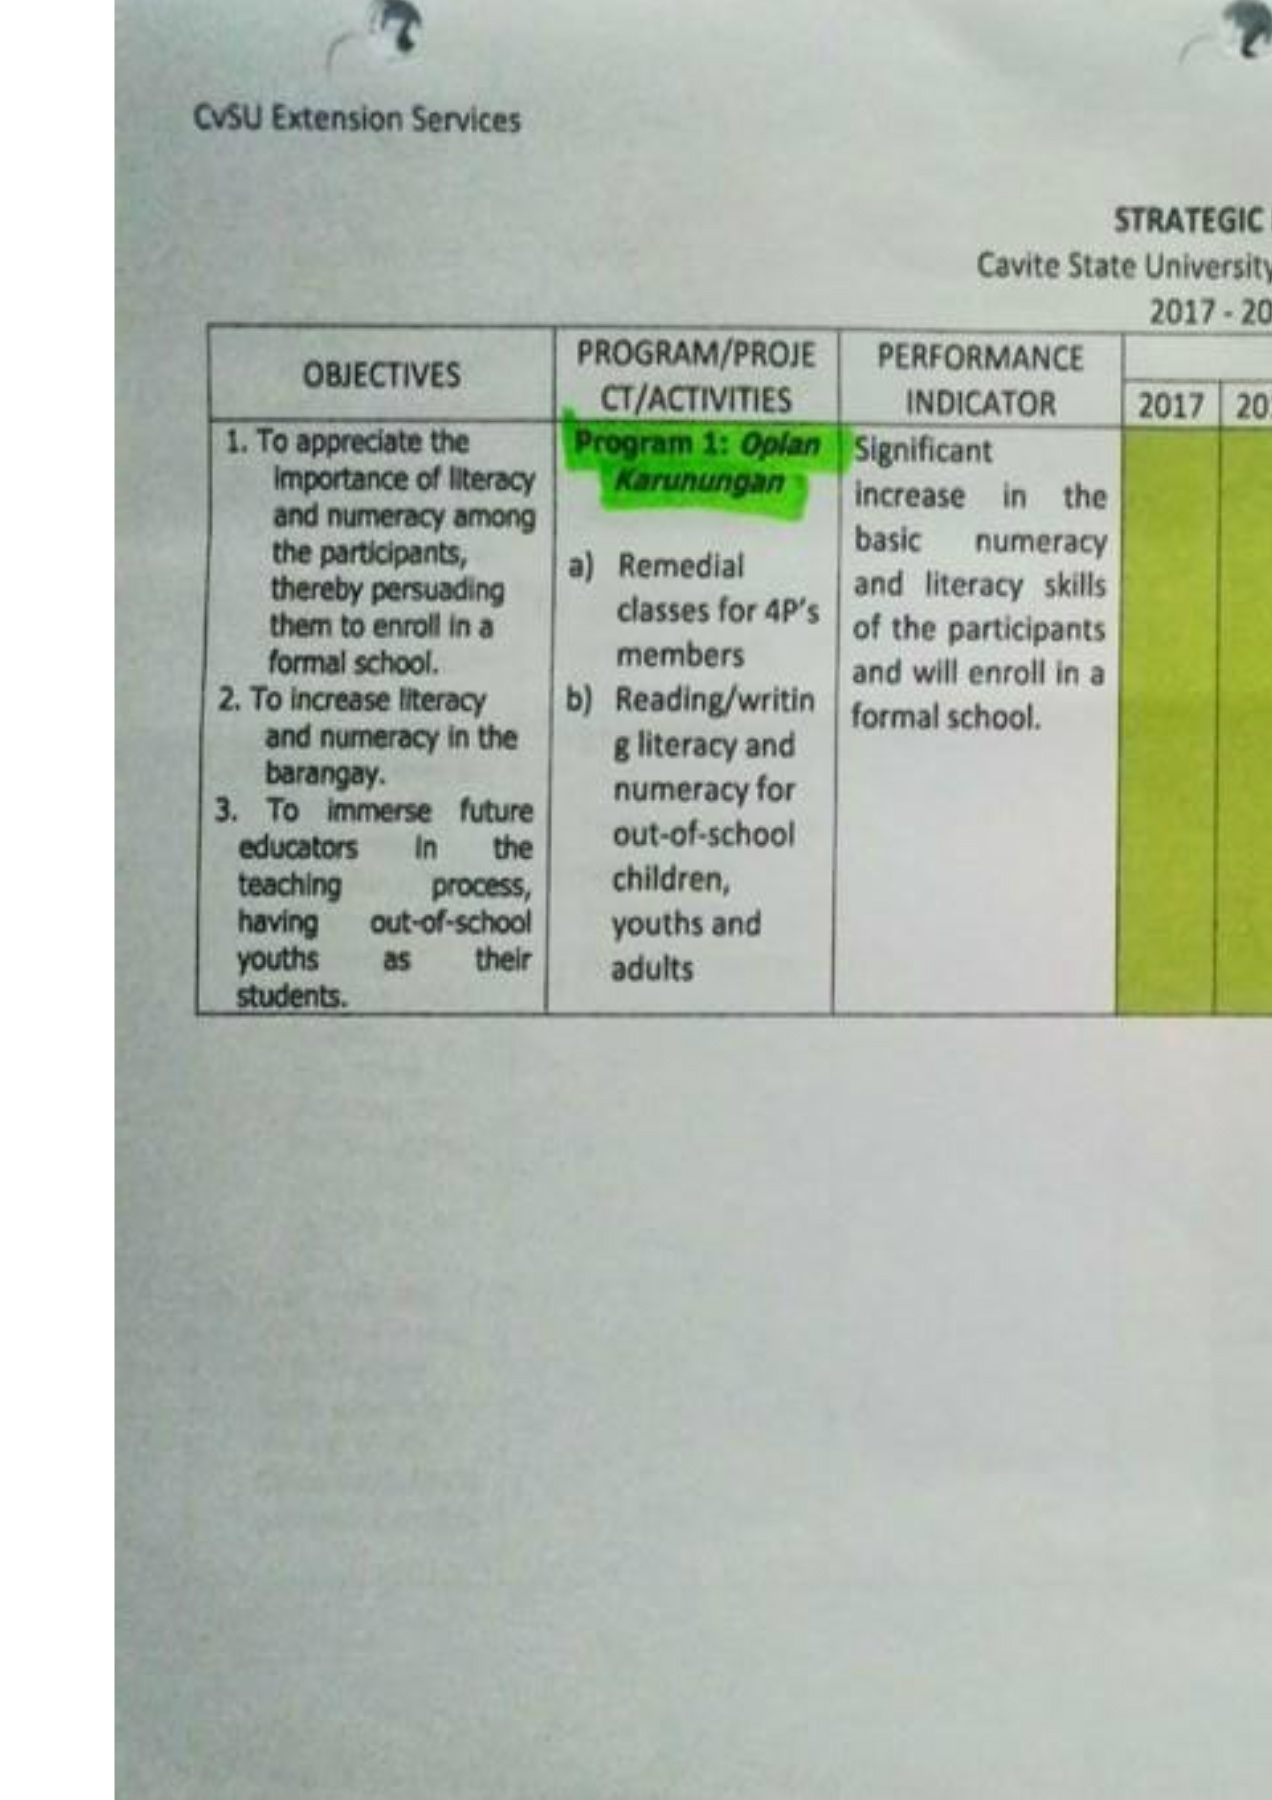 CvSU Extension Services
STRATEGIC
Cavite State University
2017 - 20
OBJECTIVES
PROGRAM/PROJE
CT/ACTIVITIES
PERFORMANCE
INDICATOR
2017
20
1. To appreciate the
importance of literacy
and numeracy among
the participants,
thereby persuading
them to enroll in a
formal school.
2. To increase literacy
and numeracy in the
barangay.
3. To immerse future
educators in the
teaching process,
having out-of-school
youths as their
students.
Program 1: Oplan
Karunungan
a) Remedial
classes for 4P's
members
b) Reading/writin
g literacy and
numeracy for
out-of-school
children,
youths and
adults
Significant
increase in the
basic numeracy
and literacy skills
of the participants
and will enroll in a
formal school.